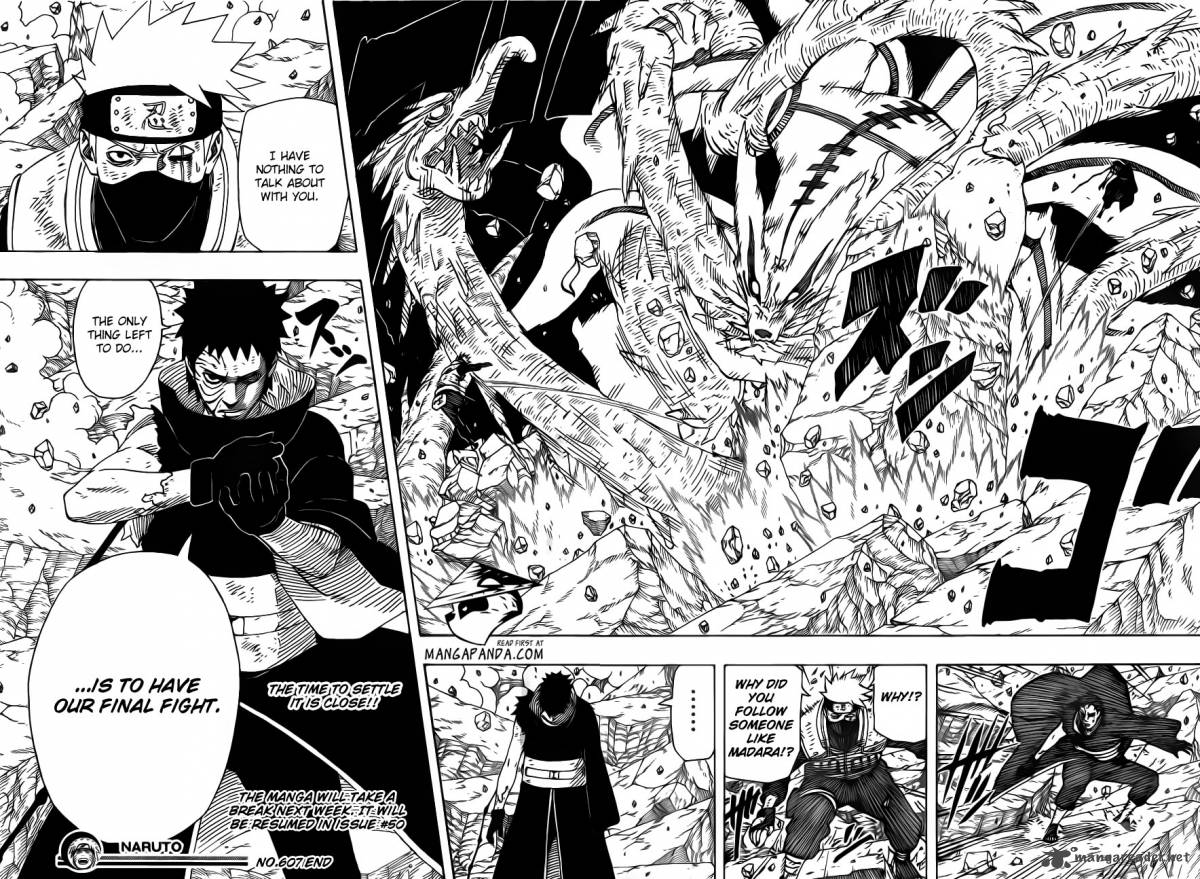 ゴ
READ FIRST AT
MANGAPANDA.COM
WHY!?
WHY DID
YOU
FOLLOW
SOMEONE
LIKE
MADARA!?
......
I HAVE
NOTHING TO
TALK ABOUT
WITH YOU.
THE ONLY
THING LEFT
TO DO...
...IS TO HAVE
OUR FINAL FIGHT.
THE TIME TO SETTLE
IT IS CLOSE!!
THE MANGA WILL TAKE A
BREAK NEXT WEEK. IT WILL
BE RESUMED IN ISSUE #50
NARUTO
NO.607/END
mangareader.net